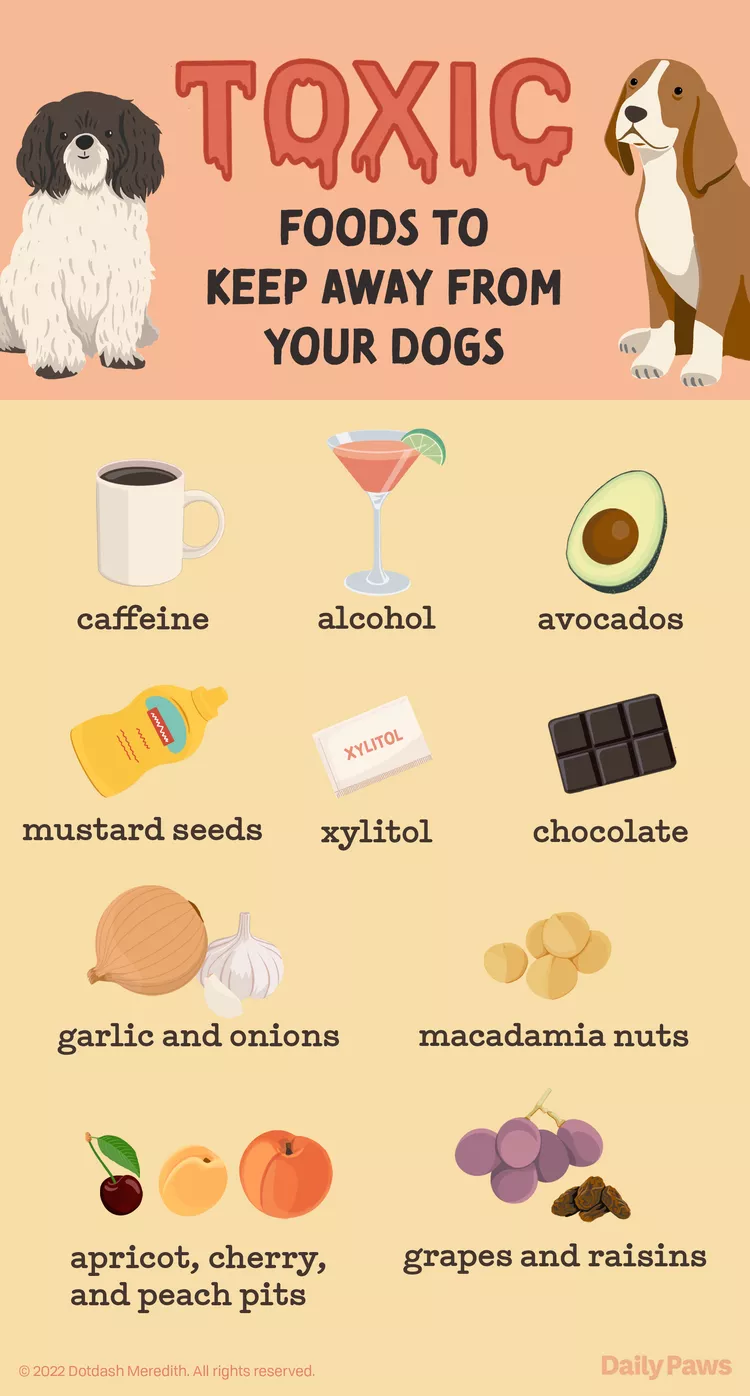 TOXIC
FOODS TO
KEEP AWAY FROM
YOUR DOGS
caffeine
alcohol
avocados
mustard seeds
XYLITOL
xylitol
chocolate
garlic and onions
macadamia nuts
apricot, cherry,
and peach pits
grapes and raisins
© 2022 Dotdash Meredith. All rights reserved.
Daily Paws